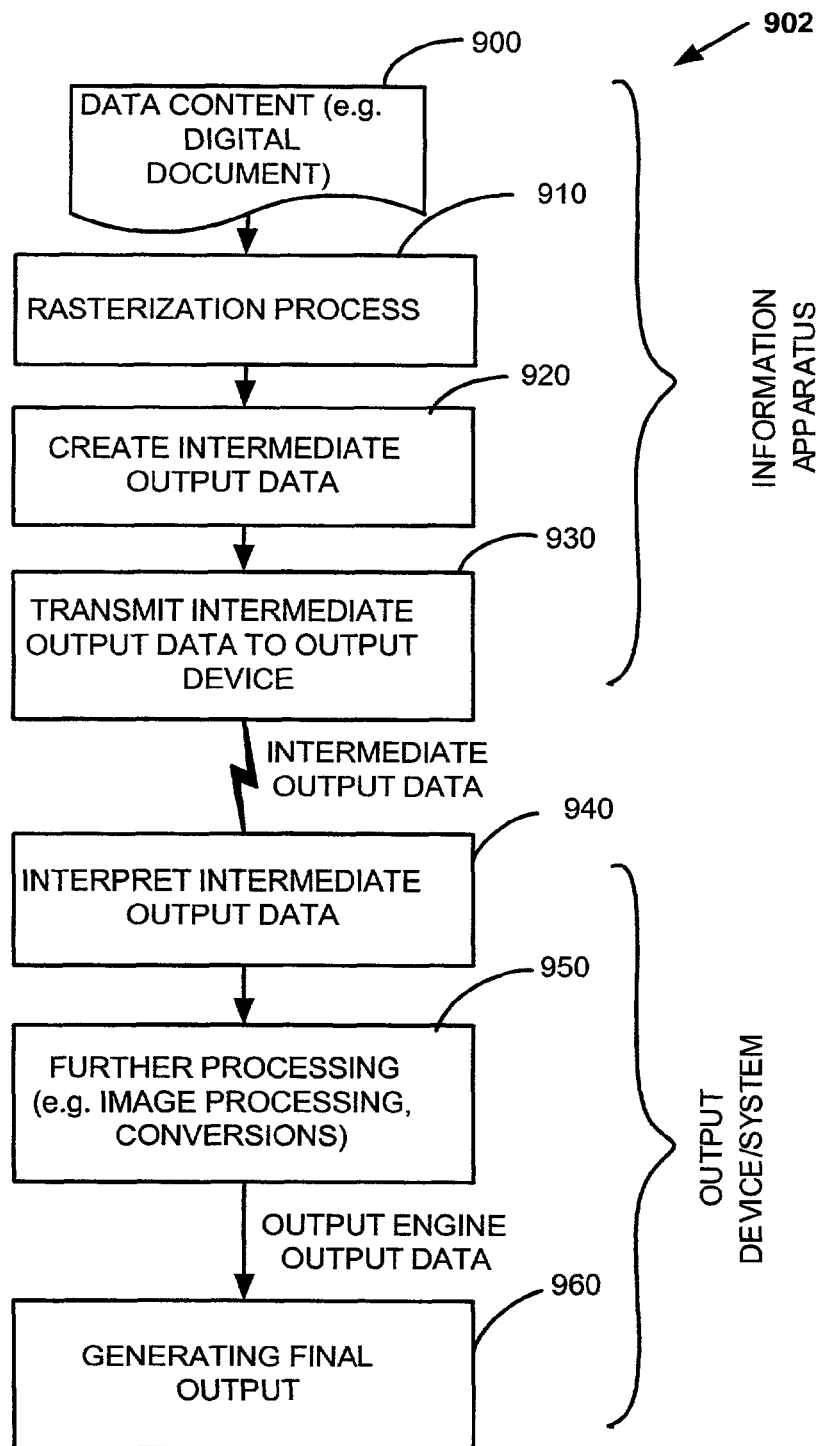 902
900
DATA CONTENT (e.g.
DIGITAL
DOCUMENT)
910
RASTERIZATION PROCESS
920
CREATE INTERMEDIATE
OUTPUT DATA
930
TRANSMIT INTERMEDIATE
OUTPUT DATA TO OUTPUT
DEVICE
INFORMATION
APPARATUS
INTERMEDIATE
OUTPUT DATA
940
INTERPRET INTERMEDIATE
OUTPUT DATA
950
FURTHER PROCESSING
(e.g. IMAGE PROCESSING,
CONVERSIONS)
OUTPUT ENGINE
OUTPUT DATA
960
GENERATING FINAL
OUTPUT
OUTPUT
DEVICE/SYSTEM